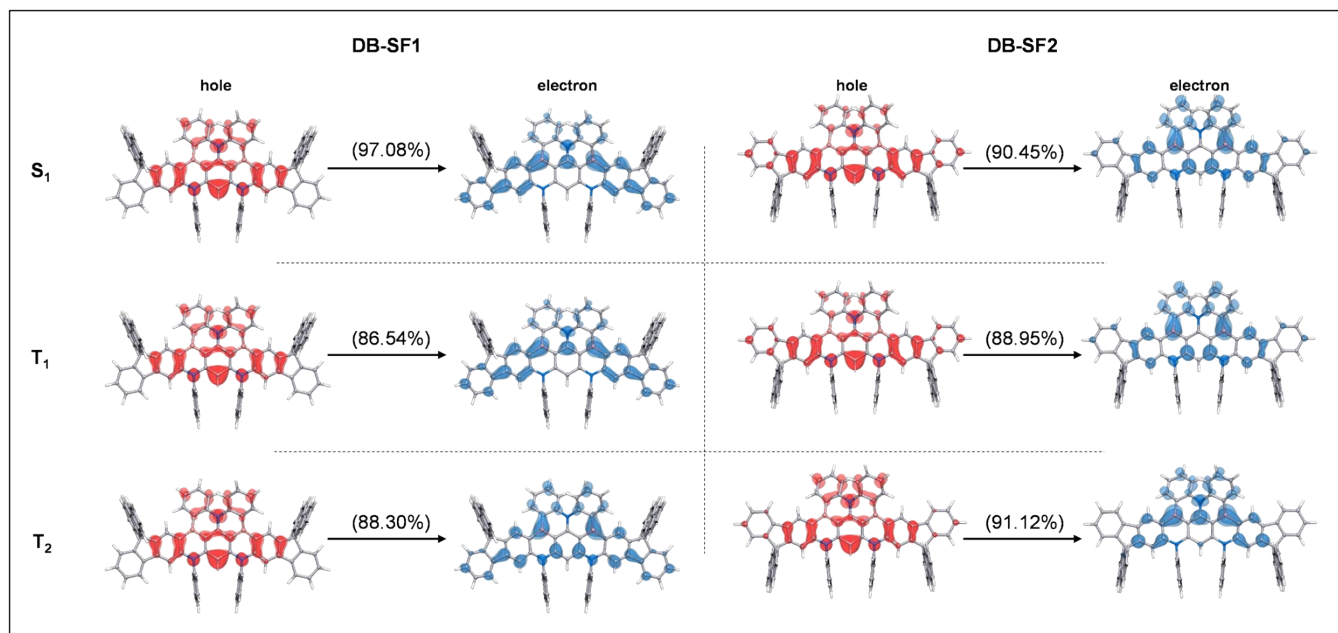 DB-SF1 DB-SF2
hole electron hole electron
S1 (97.08%) (90.45%)
T1 (86.54%) (88.95%)
T2 (88.30%) (91.12%)